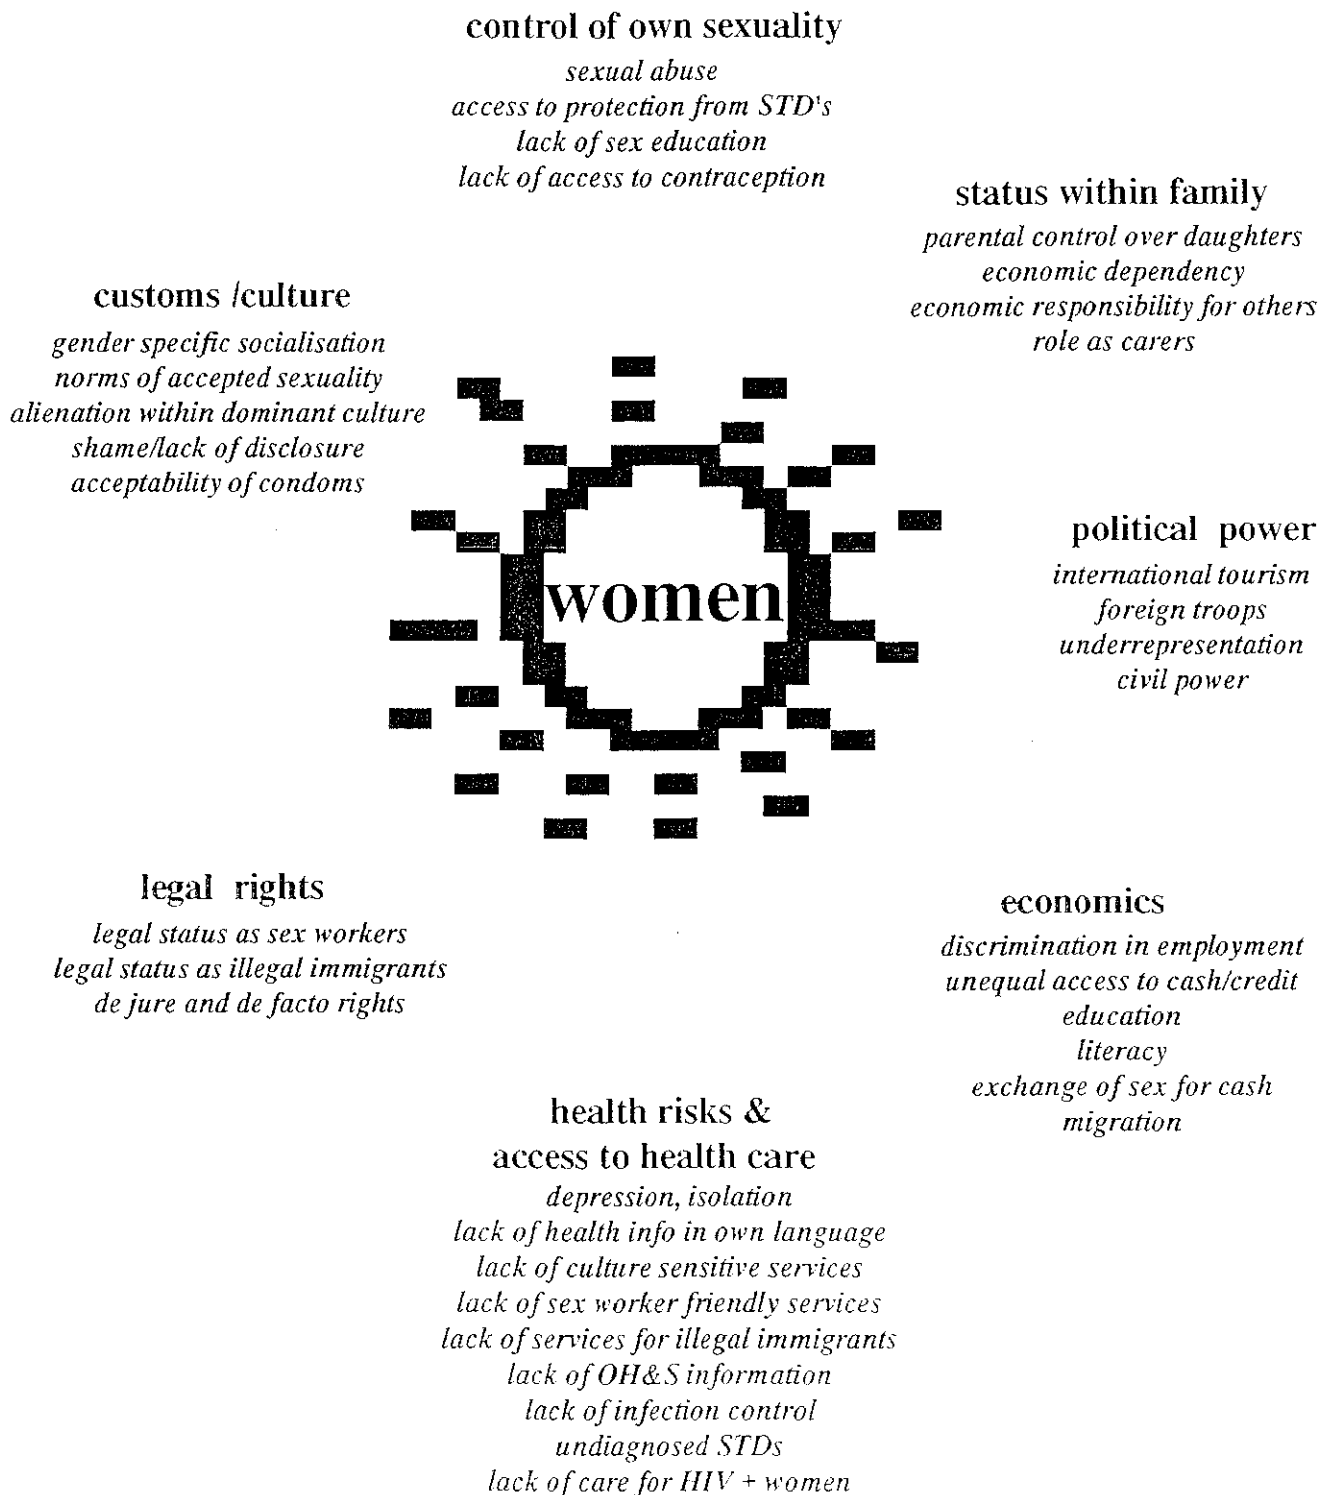 control of own sexuality
sexual abuse
access to protection from STD's
lack of sex education
lack of access to contraception
status within family
parental control over daughters
economic dependency
economic responsibility for others
role as carers
customs /culture
gender specific socialisation
norms of accepted sexuality
alienation within dominant culture
shame/lack of disclosure
acceptability of condoms
political power
international tourism
foreign troops
underrepresentation
civil power
women
legal rights
legal status as sex workers
legal status as illegal immigrants
de jure and de facto rights
economics
discrimination in employment
unequal access to cash/credit
education
literacy
exchange of sex for cash
migration
health risks &
access to health care
depression, isolation
lack of health info in own language
lack of culture sensitive services
lack of sex worker friendly services
lack of services for illegal immigrants
lack of OH&S information
lack of infection control
undiagnosed STDs
lack of care for HIV + women